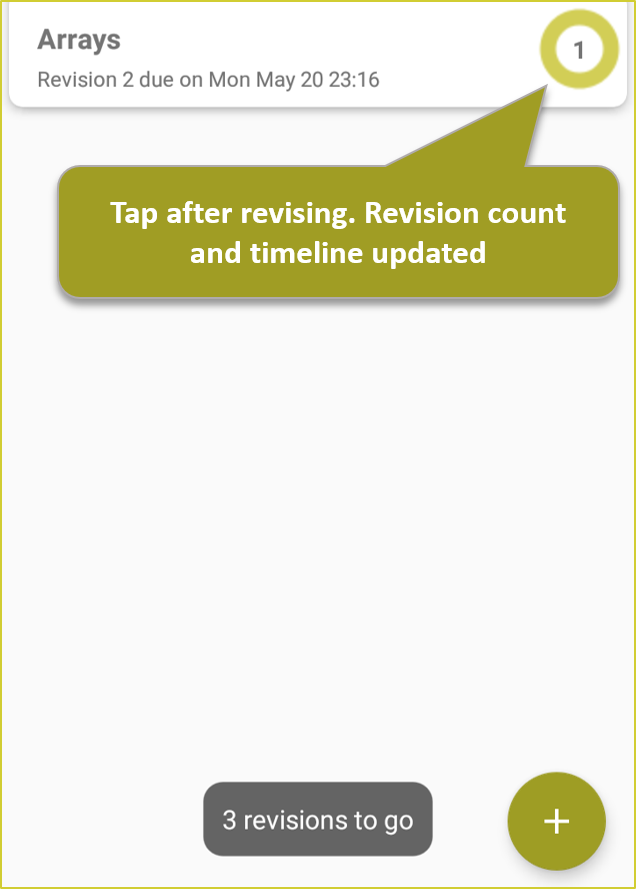 Arrays
1
Revision 2 due on Mon May 20 23:16
Tap after revising. Revision count
and timeline updated
3 revisions to go
+